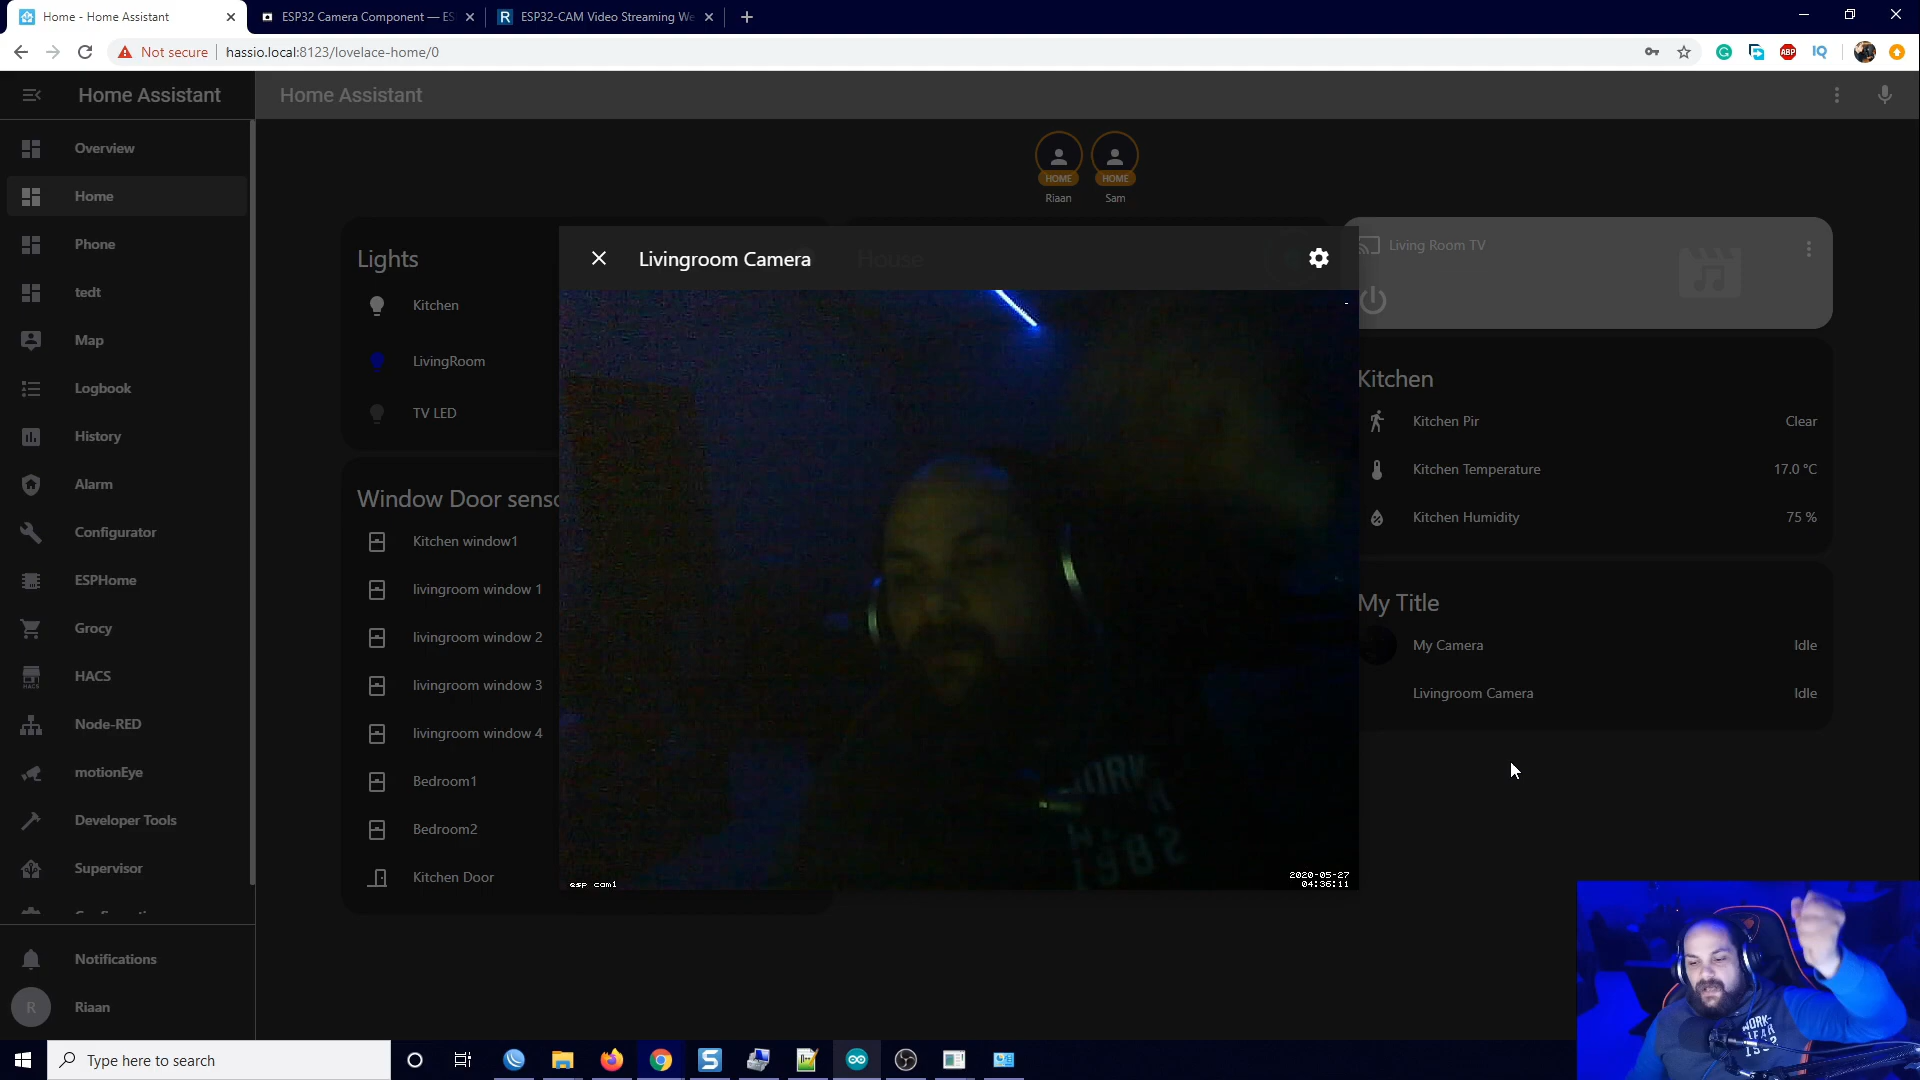 Home - Home Assistant
ESP32 Camera Component — ES
ESP32-CAM Video Streaming We
Not secure
hassio.local:8123/lovelace-home/0
ABP
IQ
Home Assistant
Home Assistant
Overview
Home
Phone
tedt
Map
Logbook
History
Alarm
Configurator
ESPHome
Grocy
HACS
HACS
Node-RED
motionEye
Developer Tools
Supervisor
Notifications
R
Riaan
HOME
HOME
Riaan
Sam
Lights
Kitchen
LivingRoom
TV LED
Window Door senso
Kitchen window1
livingroom window 1
livingroom window 2
livingroom window 3
livingroom window 4
Bedroom1
Bedroom2
Kitchen Door
Livingroom Camera
House
esp cam1
2020-05-27
04:36:11
Living Room TV
Kitchen
Kitchen Pir
Clear
Kitchen Temperature
17.0 °C
Kitchen Humidity
75 %
My Title
My Camera
Idle
Livingroom Camera
Idle
Type here to search